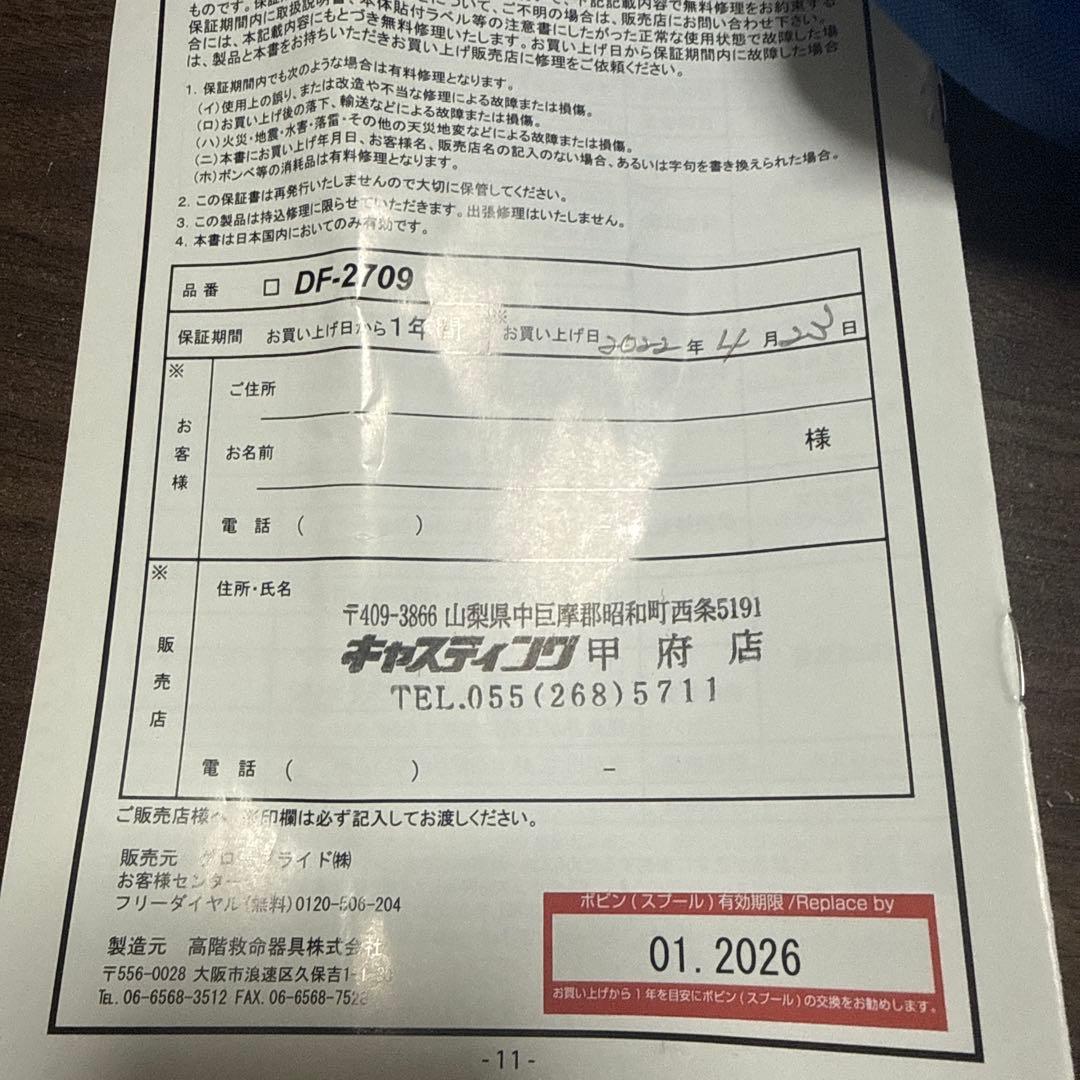 ものです。
保証期間内に取扱説明書、本体貼付ラベル等の注意書にしたがった正常な使用状態で故障した場
合には、本記載内容にもとづき無料修理いたします。お買い上げ日から保証期間内に故障した場合
は、製品と本書をお持ちいただきお買い上げ販売店に修理をご依頼ください。
1. 保証期間内でも次のような場合は有料修理となります。
(イ)使用上の誤り、または改造や不当な修理による故障または損傷。
(ロ)お買い上げ後の落下、輸送などによる故障または損傷。
(ハ)火災・地震・水害・落雷・その他の天災地変などによる故障または損傷。
(ニ)本書にお買い上げ年月日、お客様名、販売店名の記入のない場合、あるいは字句を書き換えられた場合。
(ホ)ボンベ等の消耗品は有料修理となります。
2. この保証書は再発行いたしませんので大切に保管してください。
3. この製品は持込修理に限らせていただきます。出張修理はいたしません。
4. 本書は日本国内においてのみ有効です。
品番 □ DF-2709
保証期間 お買い上げ日から1年間 ※ お買い上げ日 2022 年 4 月 23 日
※ お客様
ご住所
お名前 様
電話 ( )
※ 販売店
住所・氏名
〒409-3866 山梨県中巨摩郡昭和町西条5191
キャスティング 甲府店
TEL.055(268)5711
電話 ( ) –
ご販売店様へ ※印欄は必ず記入してお渡しください。
販売元 グローブライド㈱
お客様センター
フリーダイヤル(無料)0120-506-204
製造元 高階救命器具株式会社
〒556-0028 大阪市浪速区久保吉
TEL. 06-6568-3512 FAX. 06-6568-752
ボビン(スプール)有効期限/Replace by
01. 2026
お買い上げから1年を目安にボビン(スプール)の交換をお勧めします。
-11-